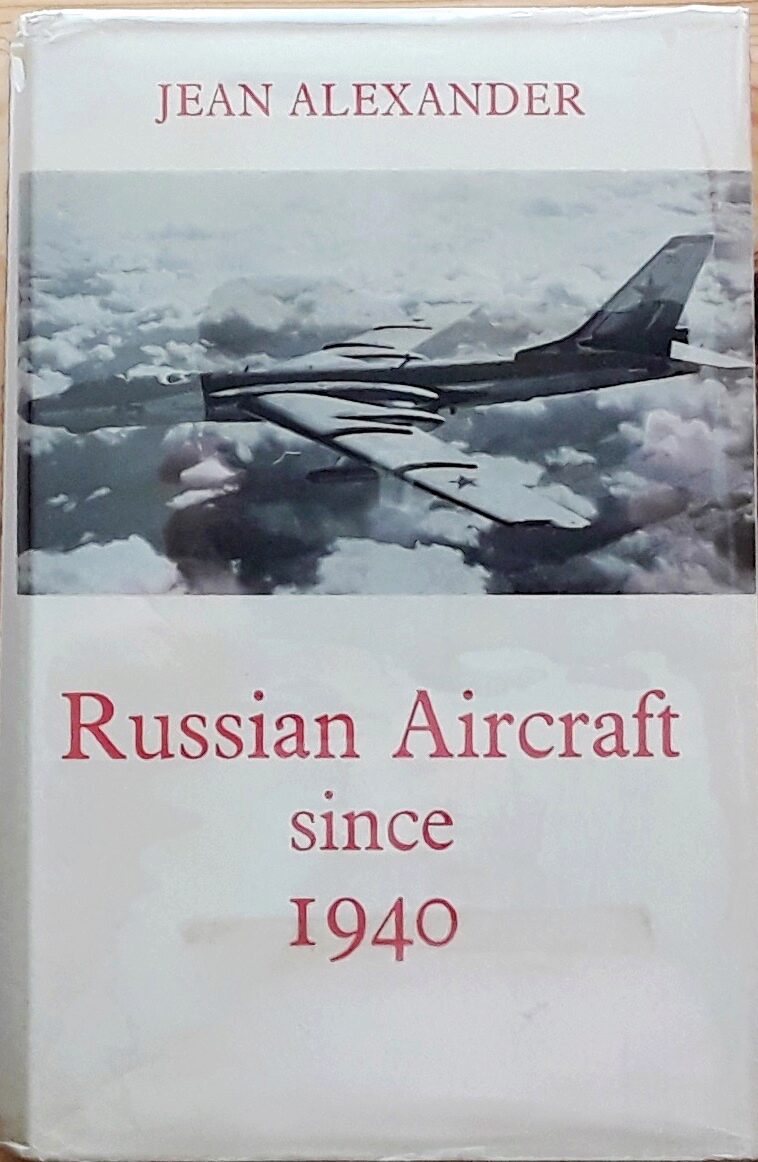 JEAN ALEXANDER
Russian Aircraft
since
1940